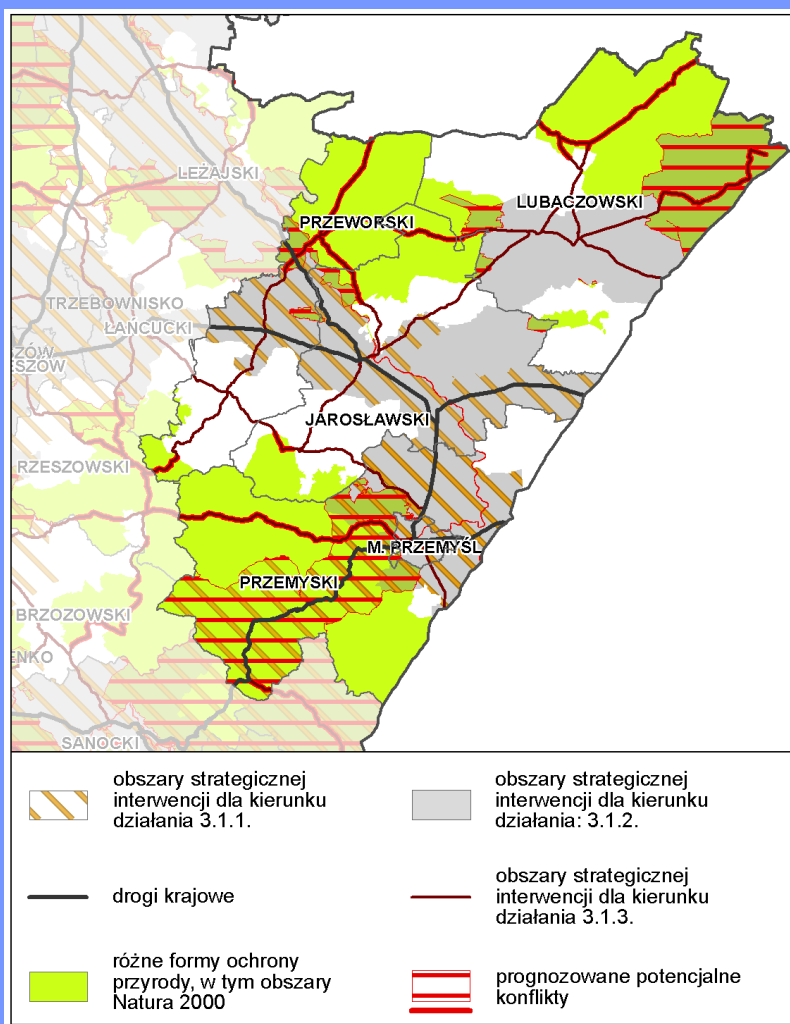 LEŻAJSKI
LUBACZOWSKI
PRZEWORSKI
TRZEBOWNISKO
ŁAŃCUCKI
SZÓW
ESZÓW
JAROSŁAWSKI
RZESZOWSKI
M. PRZEMYŚL
PRZEMYSKI
BRZOZOWSKI
ENKO
SANOCKI
obszary strategicznej
interwencji dla kierunku
działania 3.1.1.
obszary strategicznej
interwencji dla kierunku
działania: 3.1.2.
drogi krajowe
obszary strategicznej
interwencji dla kierunku
działania 3.1.3.
różne formy ochrony
przyrody, w tym obszary
Natura 2000
prognozowane potencjalne
konflikty